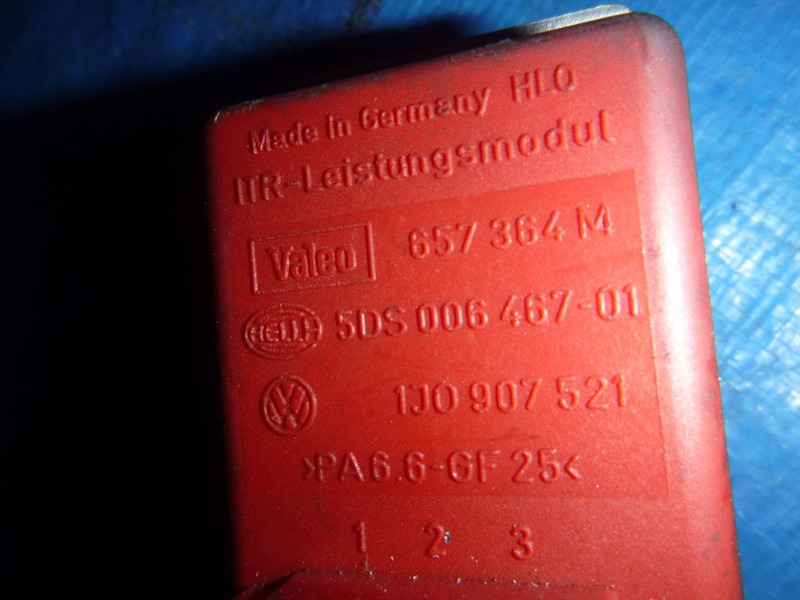 Made in Germany HLO
ITR-Leistungsmodul
Valeo 657 364 M
HELLA 5DS 006 467-01
VW 1J0 907 521
>PA6.6-GF 25<
1 2 3